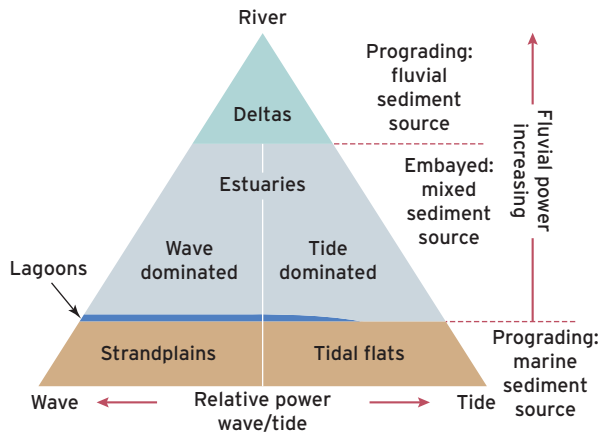 River
Prograding:
fluvial
sediment
source
Deltas
Fluvial power
increasing
Embayed:
mixed
sediment
source
Estuaries
Wave
dominated
Tide
dominated
Lagoons
Strandplains
Tidal flats
Prograding:
marine
sediment
source
Wave
Relative power
wave/tide
Tide